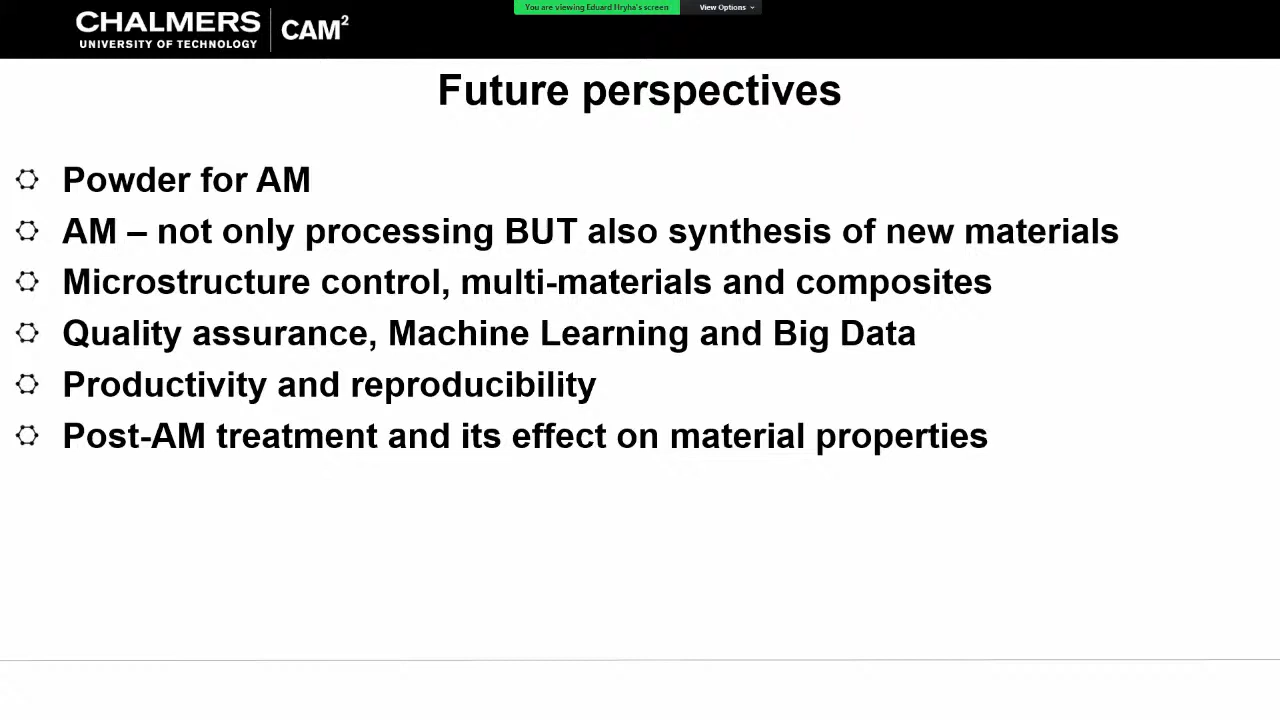 You are viewing Eduard Hryha's screen
View Options
CHALMERS
UNIVERSITY OF TECHNOLOGY
CAM²
Future perspectives
Powder for AM
AM – not only processing BUT also synthesis of new materials
Microstructure control, multi-materials and composites
Quality assurance, Machine Learning and Big Data
Productivity and reproducibility
Post-AM treatment and its effect on material properties